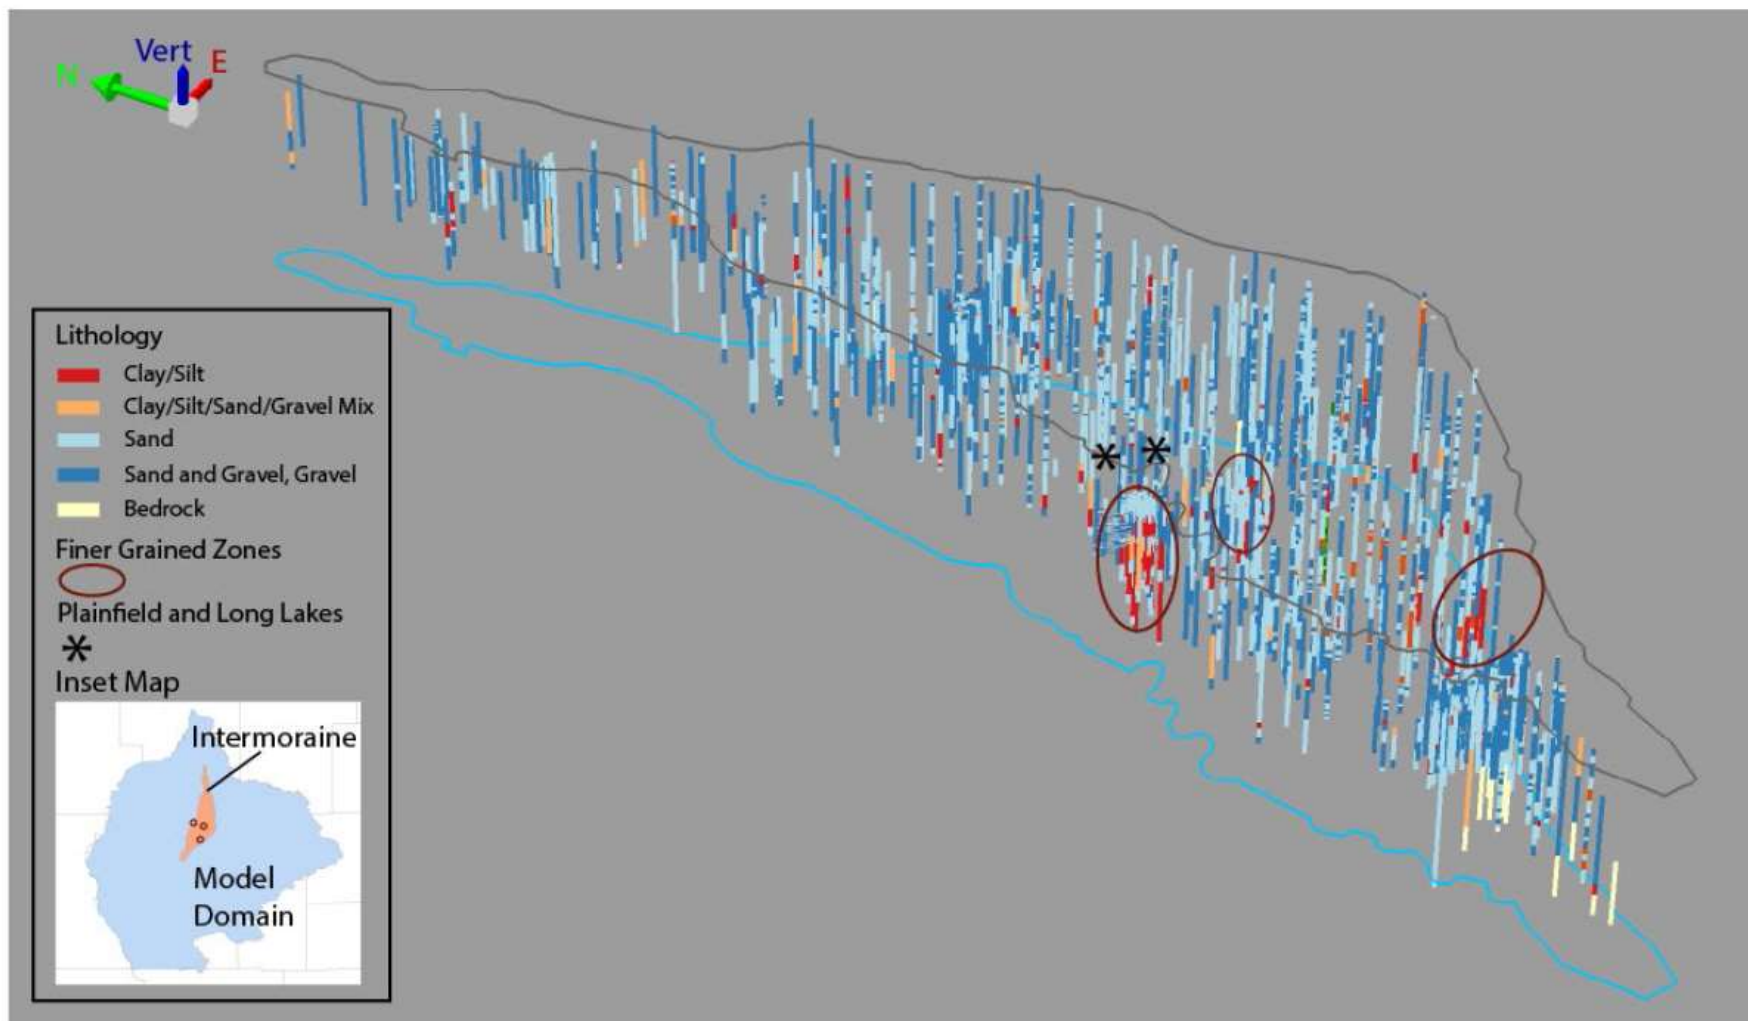 Vert
N
E
Lithology
Clay/Silt
Clay/Silt/Sand/Gravel Mix
Sand
Sand and Gravel, Gravel
Bedrock
Finer Grained Zones
Plainfield and Long Lakes
*
Inset Map
Intermoraine
Model
Domain
* *